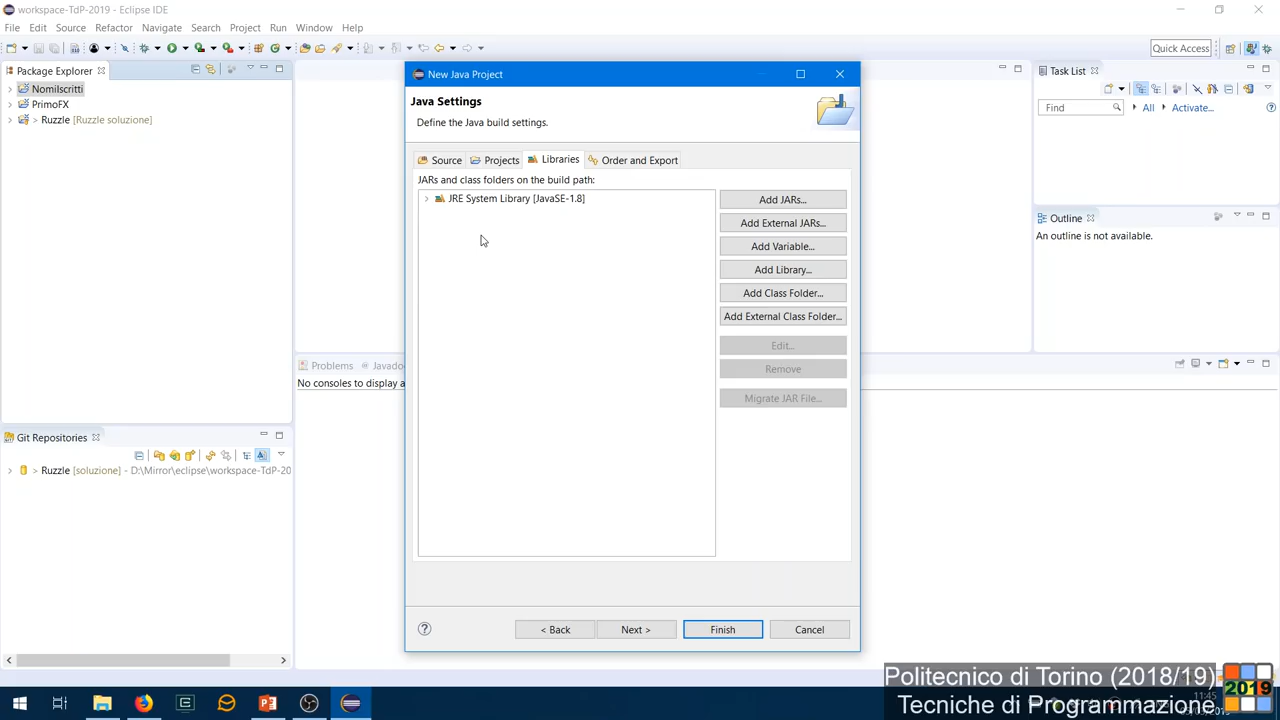 workspace-TdP-2019 - Eclipse IDE
File Edit Source Refactor Navigate Search Project Run Window Help
Quick Access
Package Explorer
NomiIscritti
PrimoFX
> Ruzzle [Ruzzle soluzione]
New Java Project
Java Settings
Define the Java build settings.
Source Projects Libraries Order and Export
JARs and class folders on the build path:
JRE System Library [JavaSE-1.8]
Add JARs...
Add External JARs...
Add Variable...
Add Library...
Add Class Folder...
Add External Class Folder...
Edit...
Remove
Migrate JAR File...
< Back Next > Finish Cancel
Task List
Find All Activate...
Outline
An outline is not available.
Problems Javado
No consoles to display a
Git Repositories
> Ruzzle [soluzione] - D:\Mirror\eclipse\workspace-TdP-20
Politecnico di Torino (2018/19)
Tecniche di Programmazione
2019
11:45